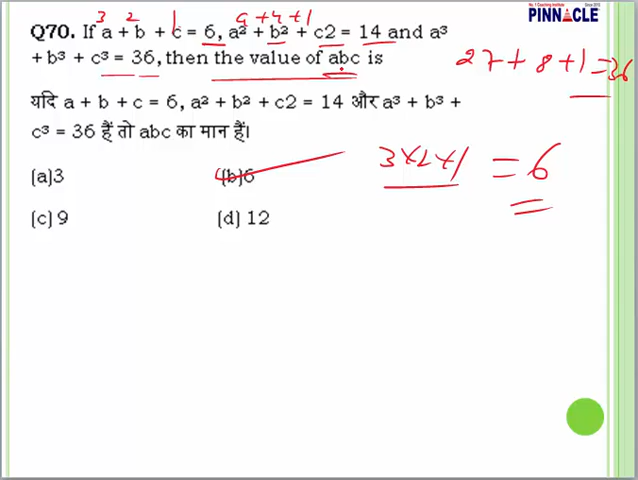 No. 1 Coaching Institute Since 2010
PINNACLE
3 2 1 9 + 4 + 1
Q70. If a + b + c = 6, a² + b² + c2 = 14 and a³
+ b³ + c³ = 36, then the value of abc is
27 + 8 + 1 = 36
यदि a + b + c = 6, a² + b² + c2 = 14 और a³ + b³ +
c³ = 36 हैं तो abc का मान हैं।
3×2×1 = 6
(a)3 (b)6
(c) 9 (d) 12